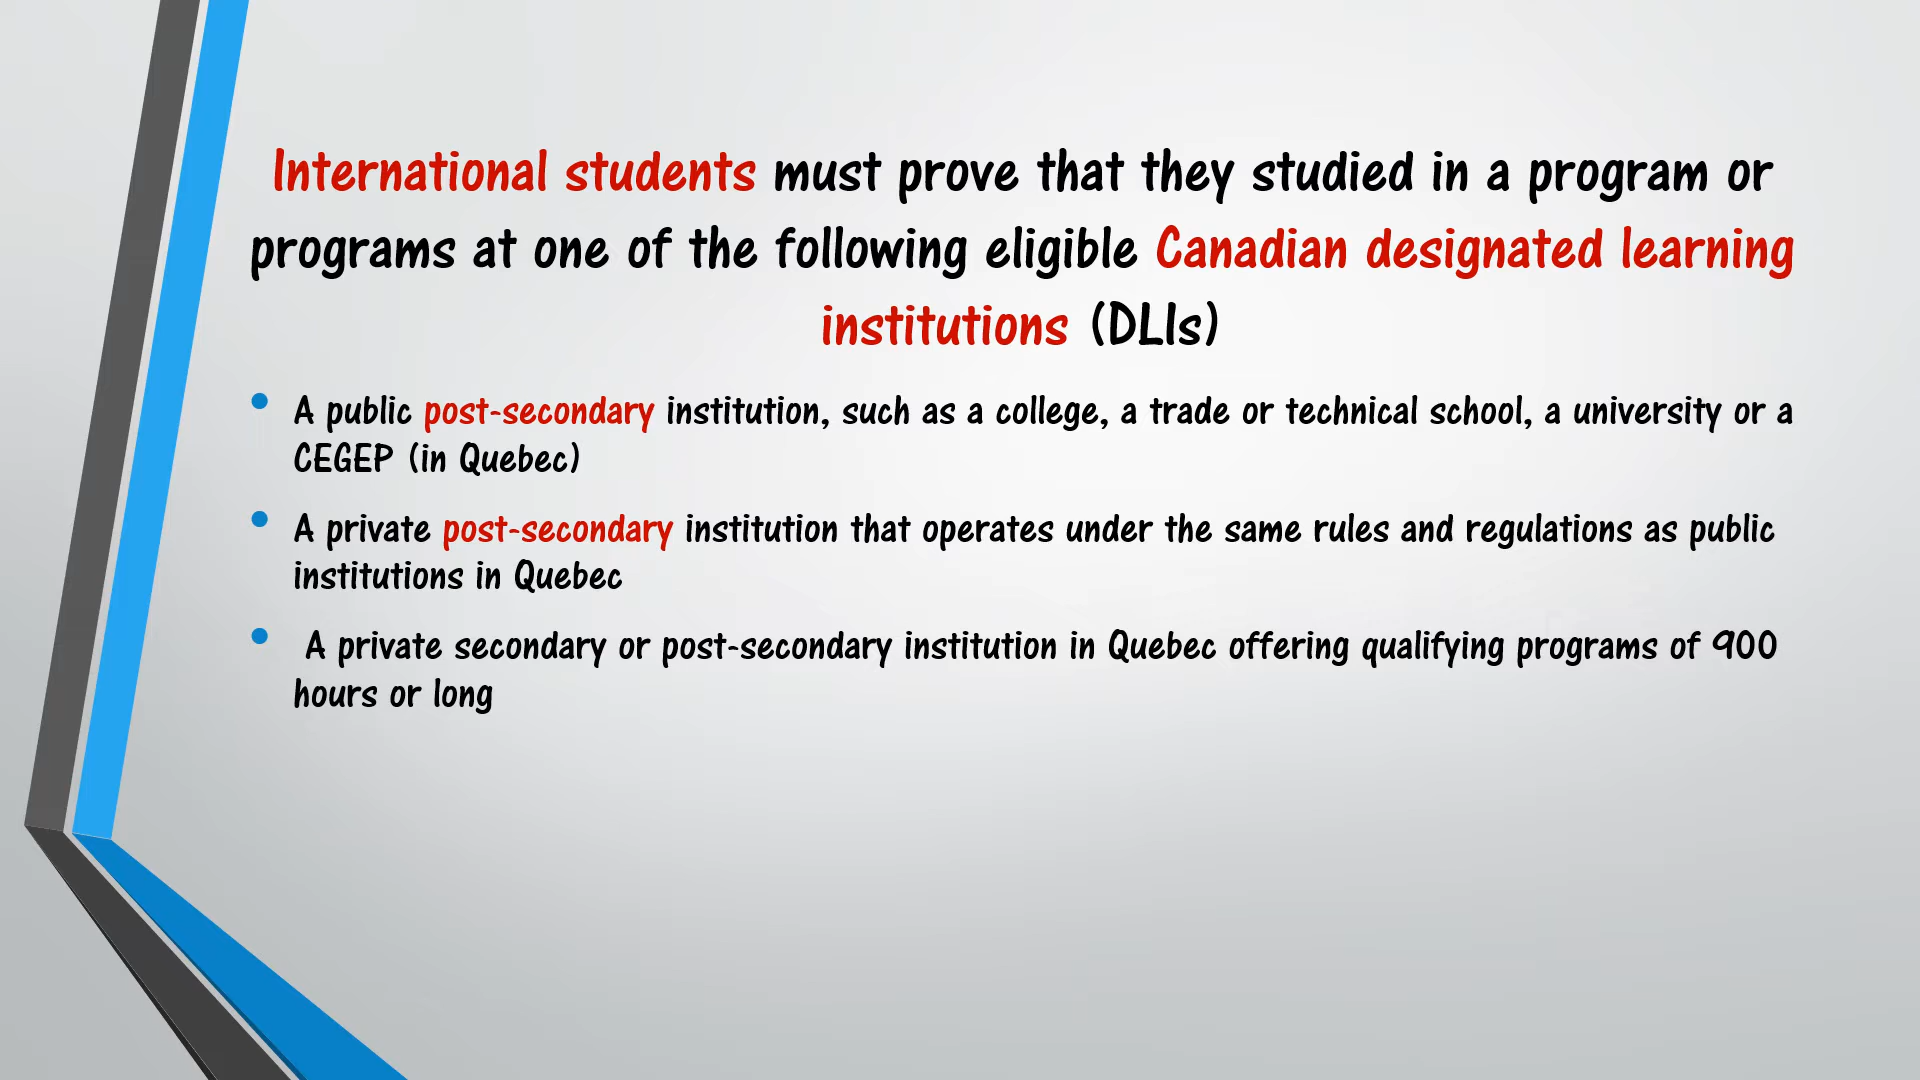 International students must prove that they studied in a program or
programs at one of the following eligible Canadian designated learning
institutions (DLIs)
• A public post-secondary institution, such as a college, a trade or technical school, a university or a
CEGEP (in Quebec)
• A private post-secondary institution that operates under the same rules and regulations as public
institutions in Quebec
• A private secondary or post-secondary institution in Quebec offering qualifying programs of 900
hours or long